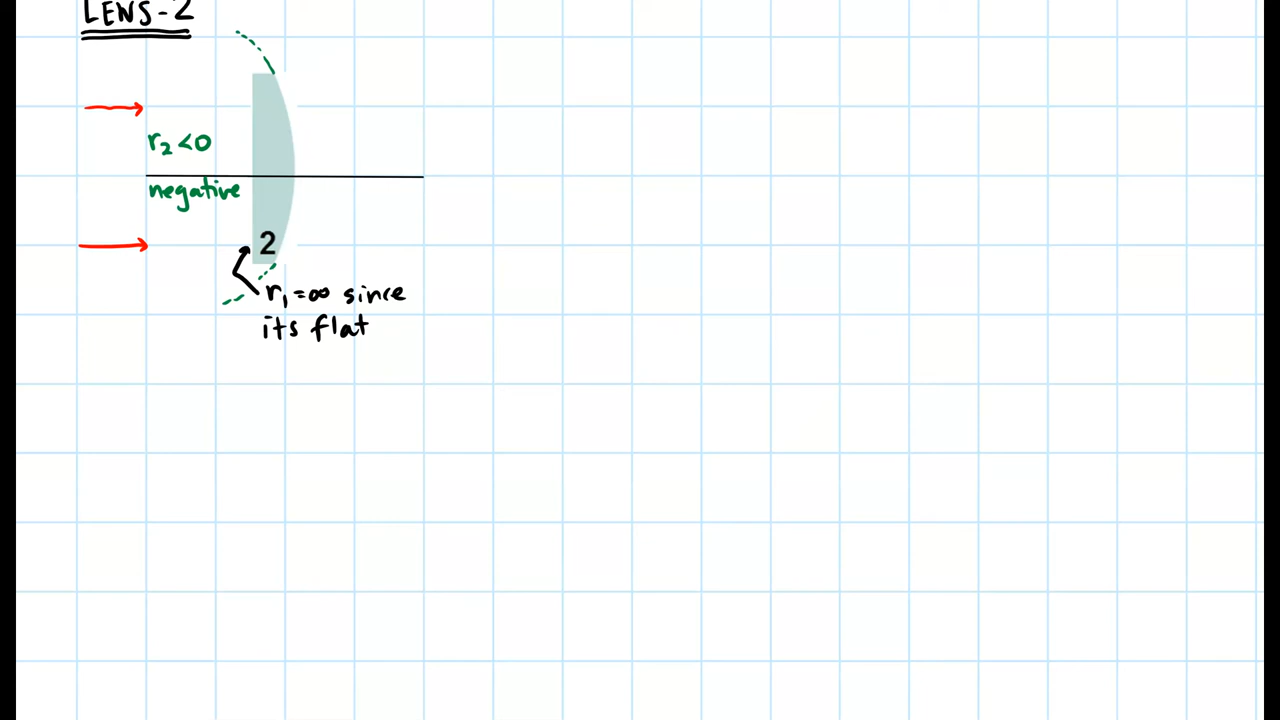 LENS-2
r₂ <0
negative
2
r₁=∞ since
its flat